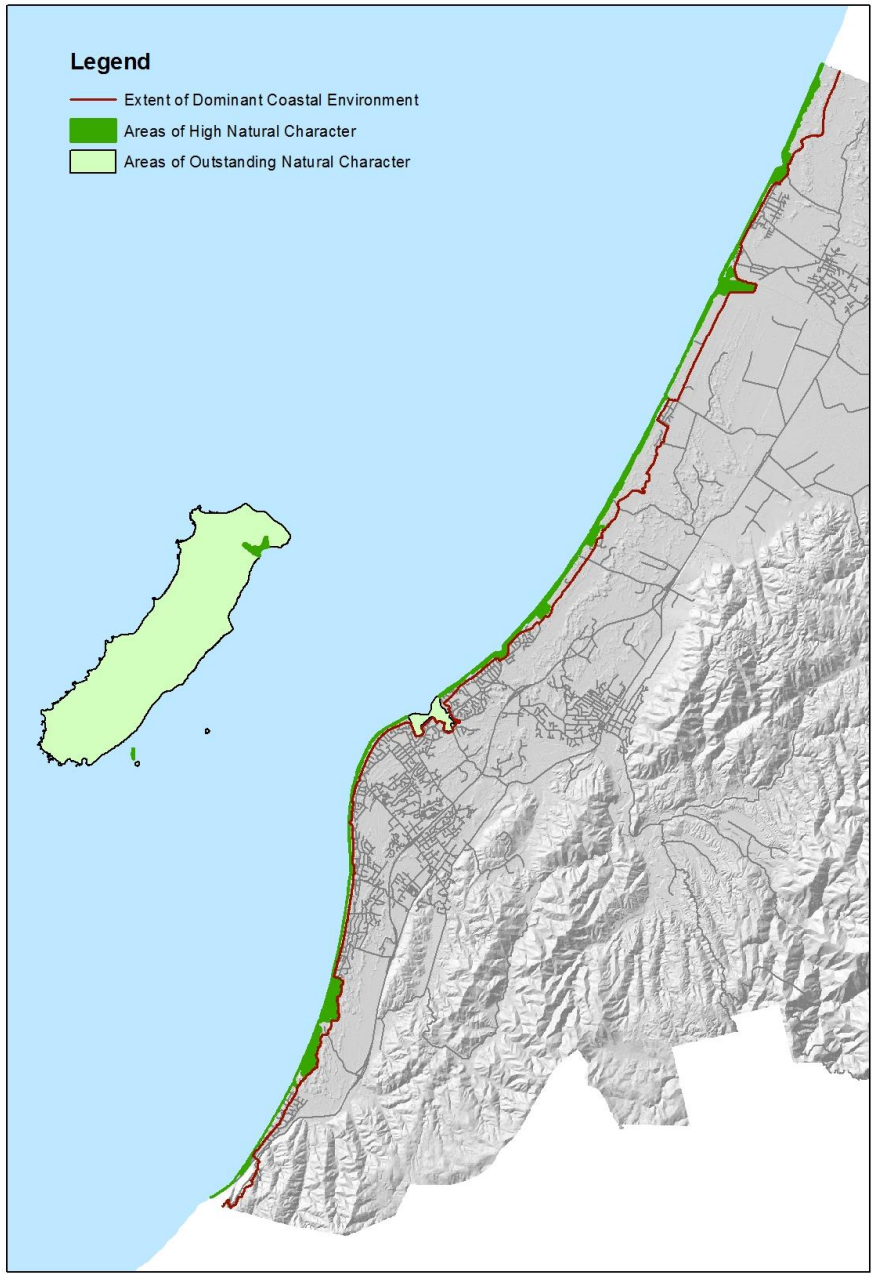 Legend
Extent of Dominant Coastal Environment
Areas of High Natural Character
Areas of Outstanding Natural Character